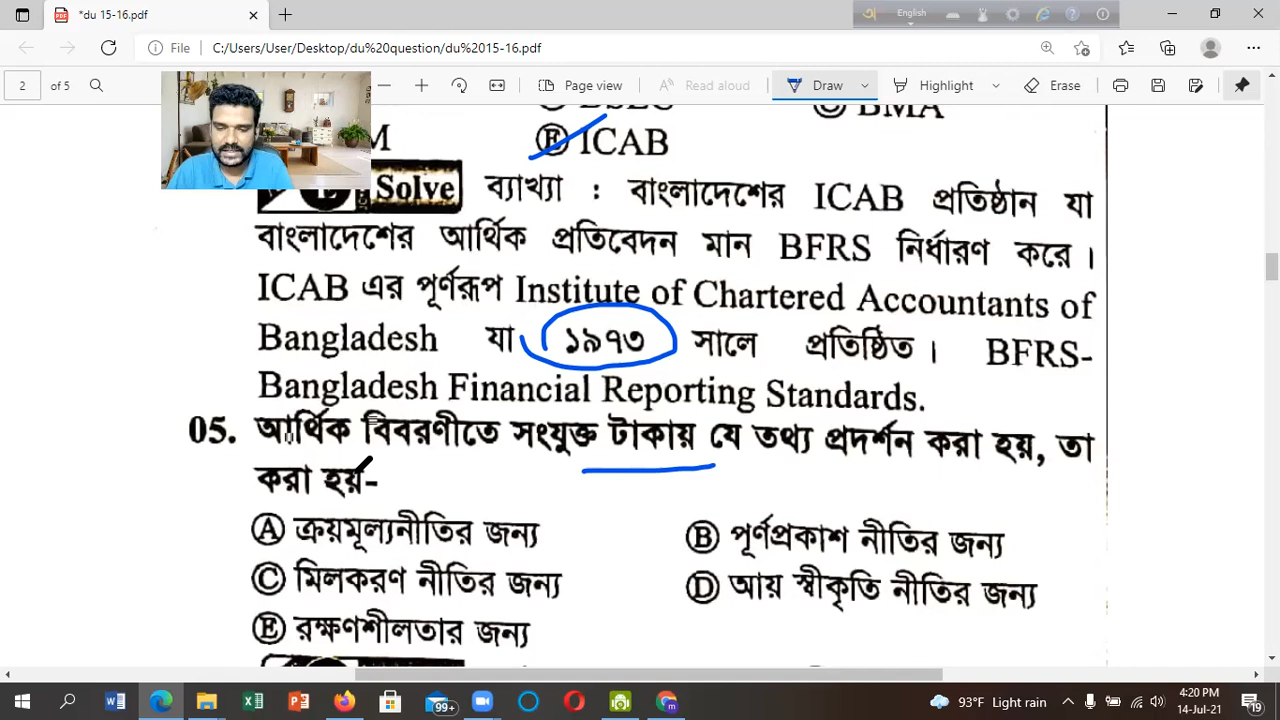 *du 15-16.pdf
English
File
C:/Users/User/Desktop/du%20question/du%2015-16.pdf
2 of 5
Page view
Read aloud
Draw
Highlight
Erase
BMA
M
Ⓔ ICAB
Solve ব্যাখ্যা : বাংলাদেশের ICAB প্রতিষ্ঠান যা
বাংলাদেশের আর্থিক প্রতিবেদন মান BFRS নির্ধারণ করে।
ICAB এর পূর্ণরূপ Institute of Chartered Accountants of
Bangladesh যা ১৯৭৩ সালে প্রতিষ্ঠিত। BFRS-
Bangladesh Financial Reporting Standards.
05. আর্থিক বিবরণীতে সংযুক্ত টাকায় যে তথ্য প্রদর্শন করা হয়, তা
করা হয়-
Ⓐ ক্রয়মূল্যনীতির জন্য Ⓑ পূর্ণপ্রকাশ নীতির জন্য
Ⓒ মিলকরণ নীতির জন্য Ⓓ আয় স্বীকৃতি নীতির জন্য
Ⓔ রক্ষণশীলতার জন্য
99+
93°F Light rain
4:20 PM
14-Jul-21
19